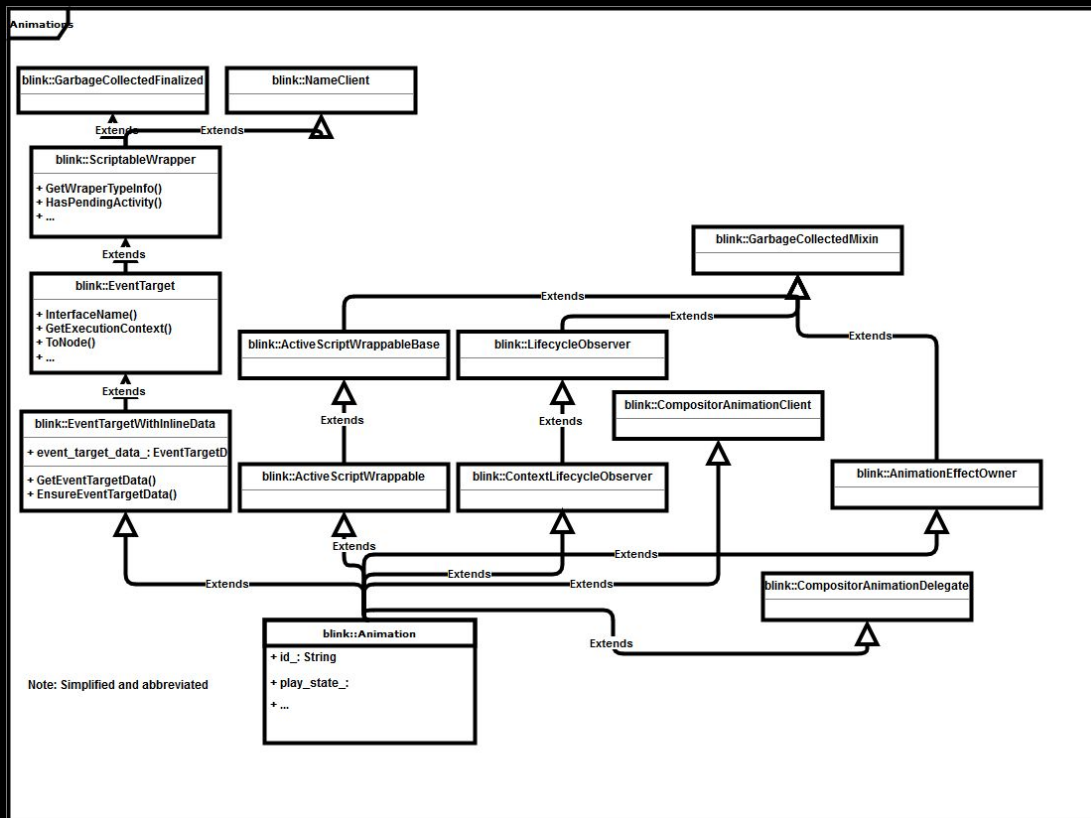 Animations
blink::GarbageCollectedFinalized
blink::NameClient
Extends
Extends
blink::ScriptableWrapper
+ GetWraperTypeInfo()
+ HasPendingActivity()
+ ...
blink::GarbageCollectedMixin
Extends
blink::EventTarget
+ InterfaceName()
+ GetExecutionContext()
+ ToNode()
+ ...
Extends
Extends
Extends
blink::ActiveScriptWrappableBase
blink::LifecycleObserver
Extends
blink::CompositorAnimationClient
blink::EventTargetWithInlineData
+ event_target_data_: EventTargetD
+ GetEventTargetData()
+ EnsureEventTargetData()
Extends
Extends
blink::ActiveScriptWrappable
blink::ContextLifecycleObserver
blink::AnimationEffectOwner
Extends
Extends
Extends
Extends
Extends
blink::CompositorAnimationDelegate
Extends
blink::Animation
+ id_: String
+ play_state_:
+ ...
Note: Simplified and abbreviated